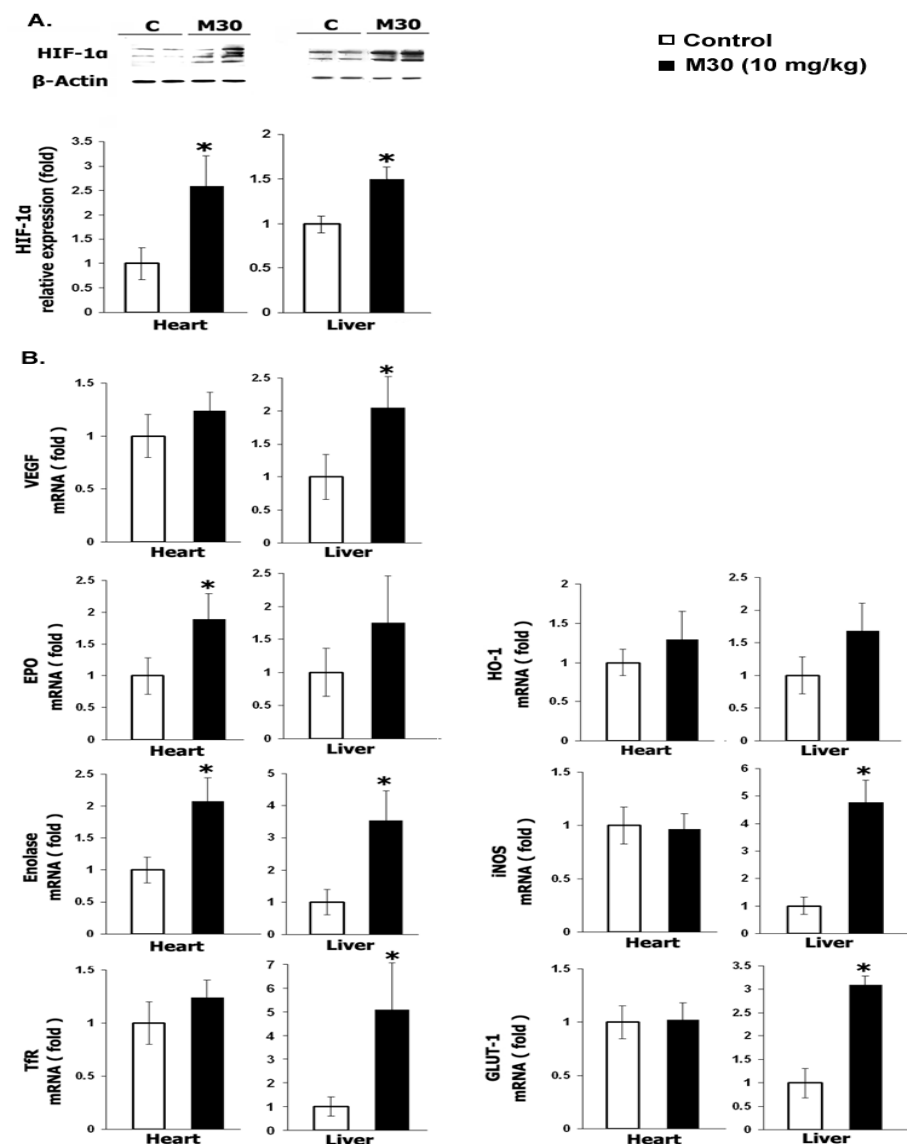 A.
C M30
C M30
HIF-1α
β-Actin
Control
M30 (10 mg/kg)
HIF-1α
relative expression (fold)
3.5
3
2.5
2
1.5
1
0.5
0
*
Heart
2
1.5
1
0.5
0
*
Liver
B.
VEGF
mRNA ( fold )
1.5
1
0.5
0
Heart
2.5
2
1.5
1
0.5
0
*
Liver
EPO
mRNA ( fold )
2.5
2
1.5
1
0.5
0
*
Heart
2.5
2
1.5
1
0.5
0
Liver
HO-1
mRNA ( fold )
2
1.5
1
0.5
0
Heart
2.5
2
1.5
1
0.5
0
Liver
Enolase
mRNA ( fold )
2.5
2
1.5
1
0.5
0
*
Heart
5
4
3
2
1
0
*
Liver
iNOS
mRNA ( fold )
1.5
1
0.5
0
Heart
6
5
4
3
2
1
0
*
Liver
TfR
mRNA ( fold )
1.5
1
0.5
0
Heart
7
6
5
4
3
2
1
0
*
Liver
GLUT-1
mRNA ( fold )
1.5
1
0.5
0
Heart
3.5
3
2.5
2
1.5
1
0.5
0
*
Liver